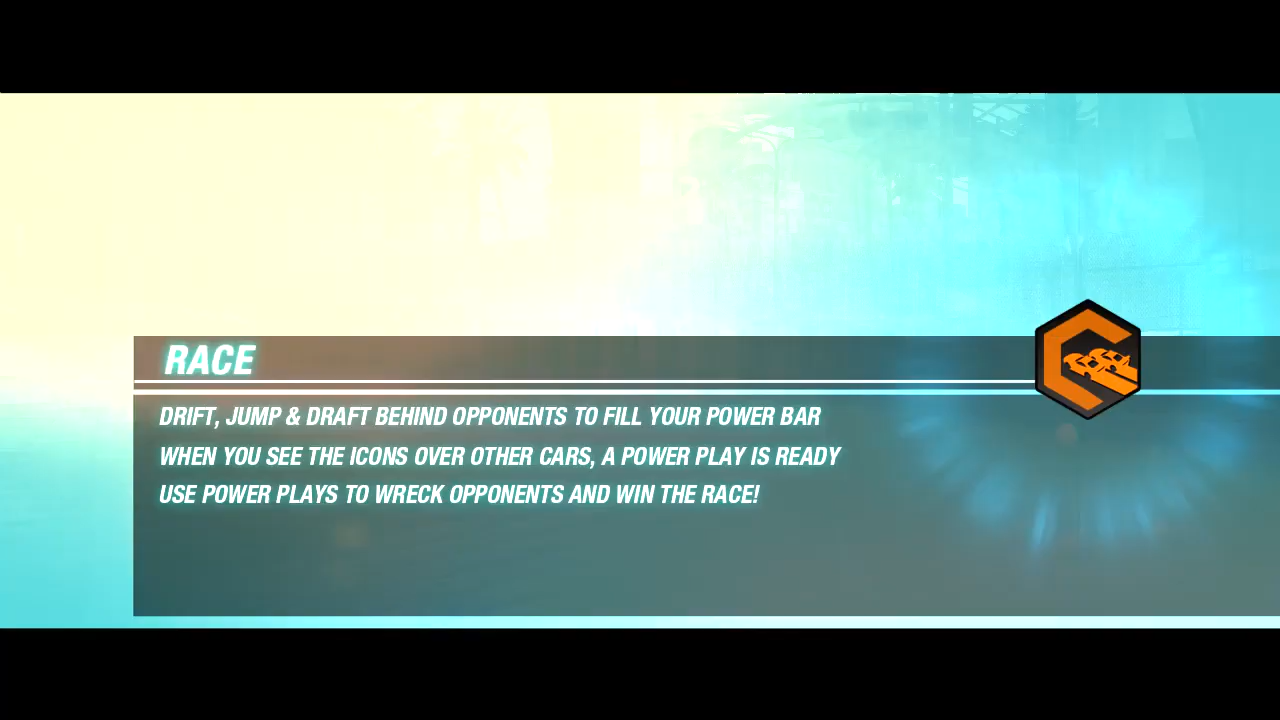 RACE
DRIFT, JUMP & DRAFT BEHIND OPPONENTS TO FILL YOUR POWER BAR
WHEN YOU SEE THE ICONS OVER OTHER CARS, A POWER PLAY IS READY
USE POWER PLAYS TO WRECK OPPONENTS AND WIN THE RACE!